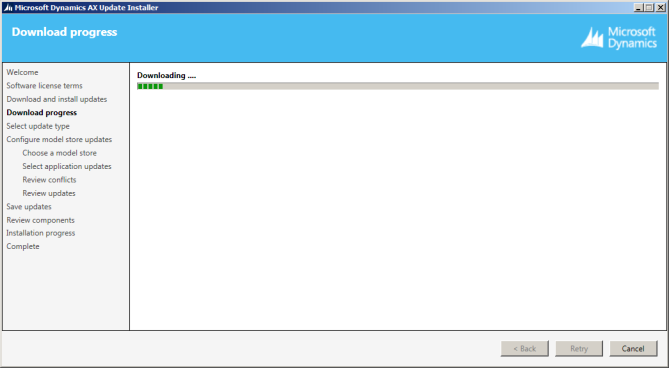 Microsoft Dynamics AX Update Installer
Download progress
Microsoft
Dynamics
Welcome
Software license terms
Download and install updates
Download progress
Select update type
Configure model store updates
Choose a model store
Select application updates
Review conflicts
Review updates
Save updates
Review components
Installation progress
Complete
Downloading ....
< Back
Retry
Cancel